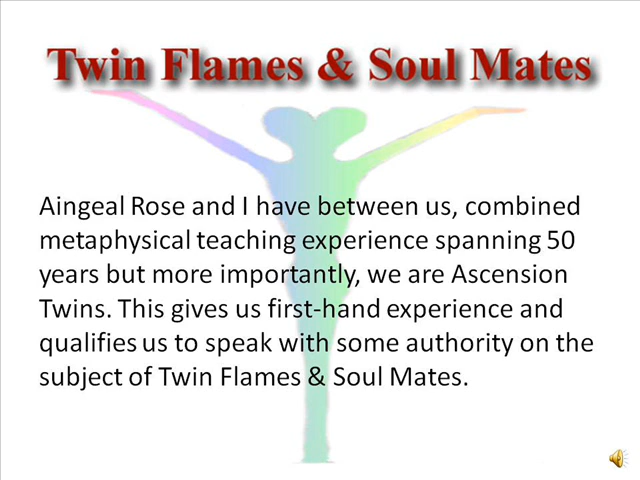 Twin Flames & Soul Mates
Aingeal Rose and I have between us, combined
metaphysical teaching experience spanning 50
years but more importantly, we are Ascension
Twins. This gives us first-hand experience and
qualifies us to speak with some authority on the
subject of Twin Flames & Soul Mates.